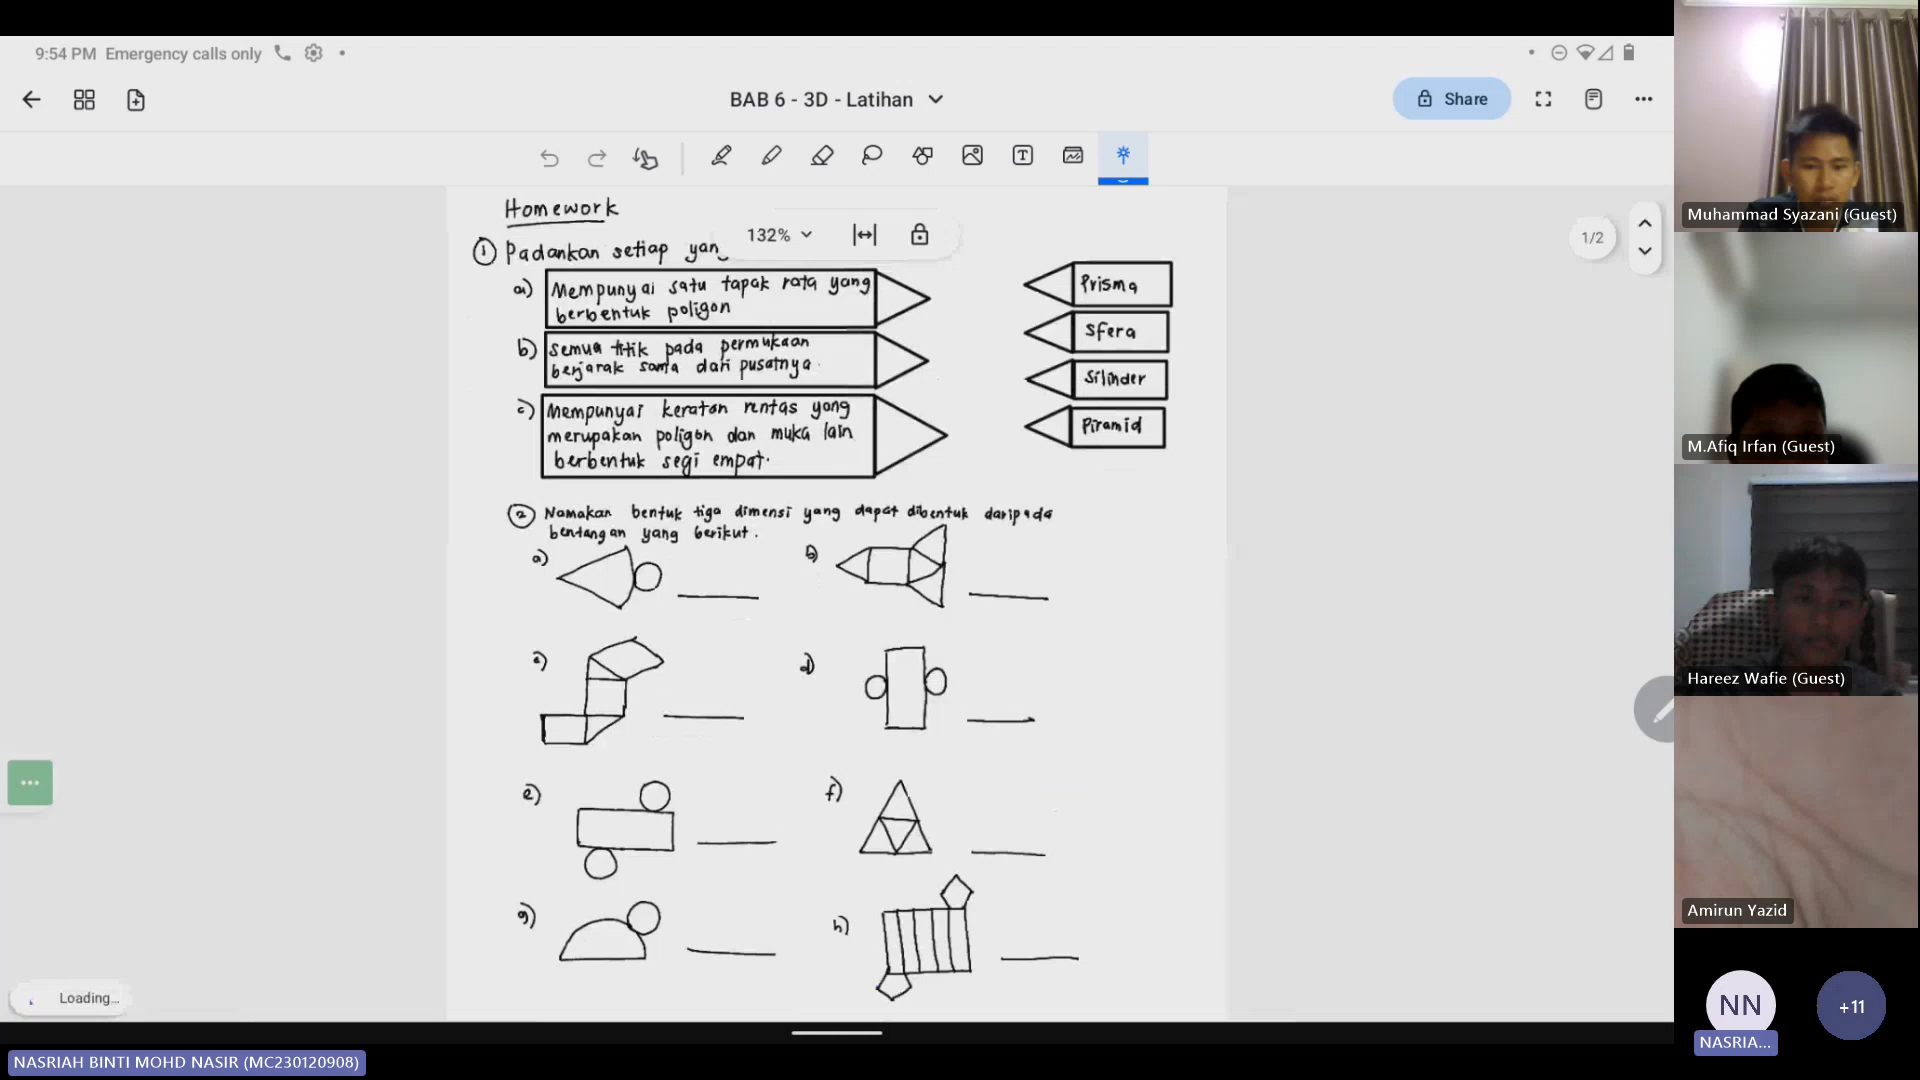 9:54 PM Emergency calls only
BAB 6 - 3D - Latihan
Share
Homework
132%
1/2
1 Padankan setiap yan
a) Mempunyai satu tapak rata yang
berbentuk poligon
b) semua titik pada permukaan
berjarak sama dari pusatnya.
c) Mempunyai keratan rentas yang
merupakan poligon dan muka lain
berbentuk segi empat.
Prisma
Sfera
Silinder
Piramid
2 Namakan bentuk tiga dimensi yang dapat dibentuk daripada
bentangan yang berikut.
a)
b)
c)
d)
e)
f)
g)
h)
Loading...
NASRIAH BINTI MOHD NASIR (MC230120908)
Muhammad Syazani (Guest)
M.Afiq Irfan (Guest)
Hareez Wafie (Guest)
Amirun Yazid
NN
NASRIA...
+11